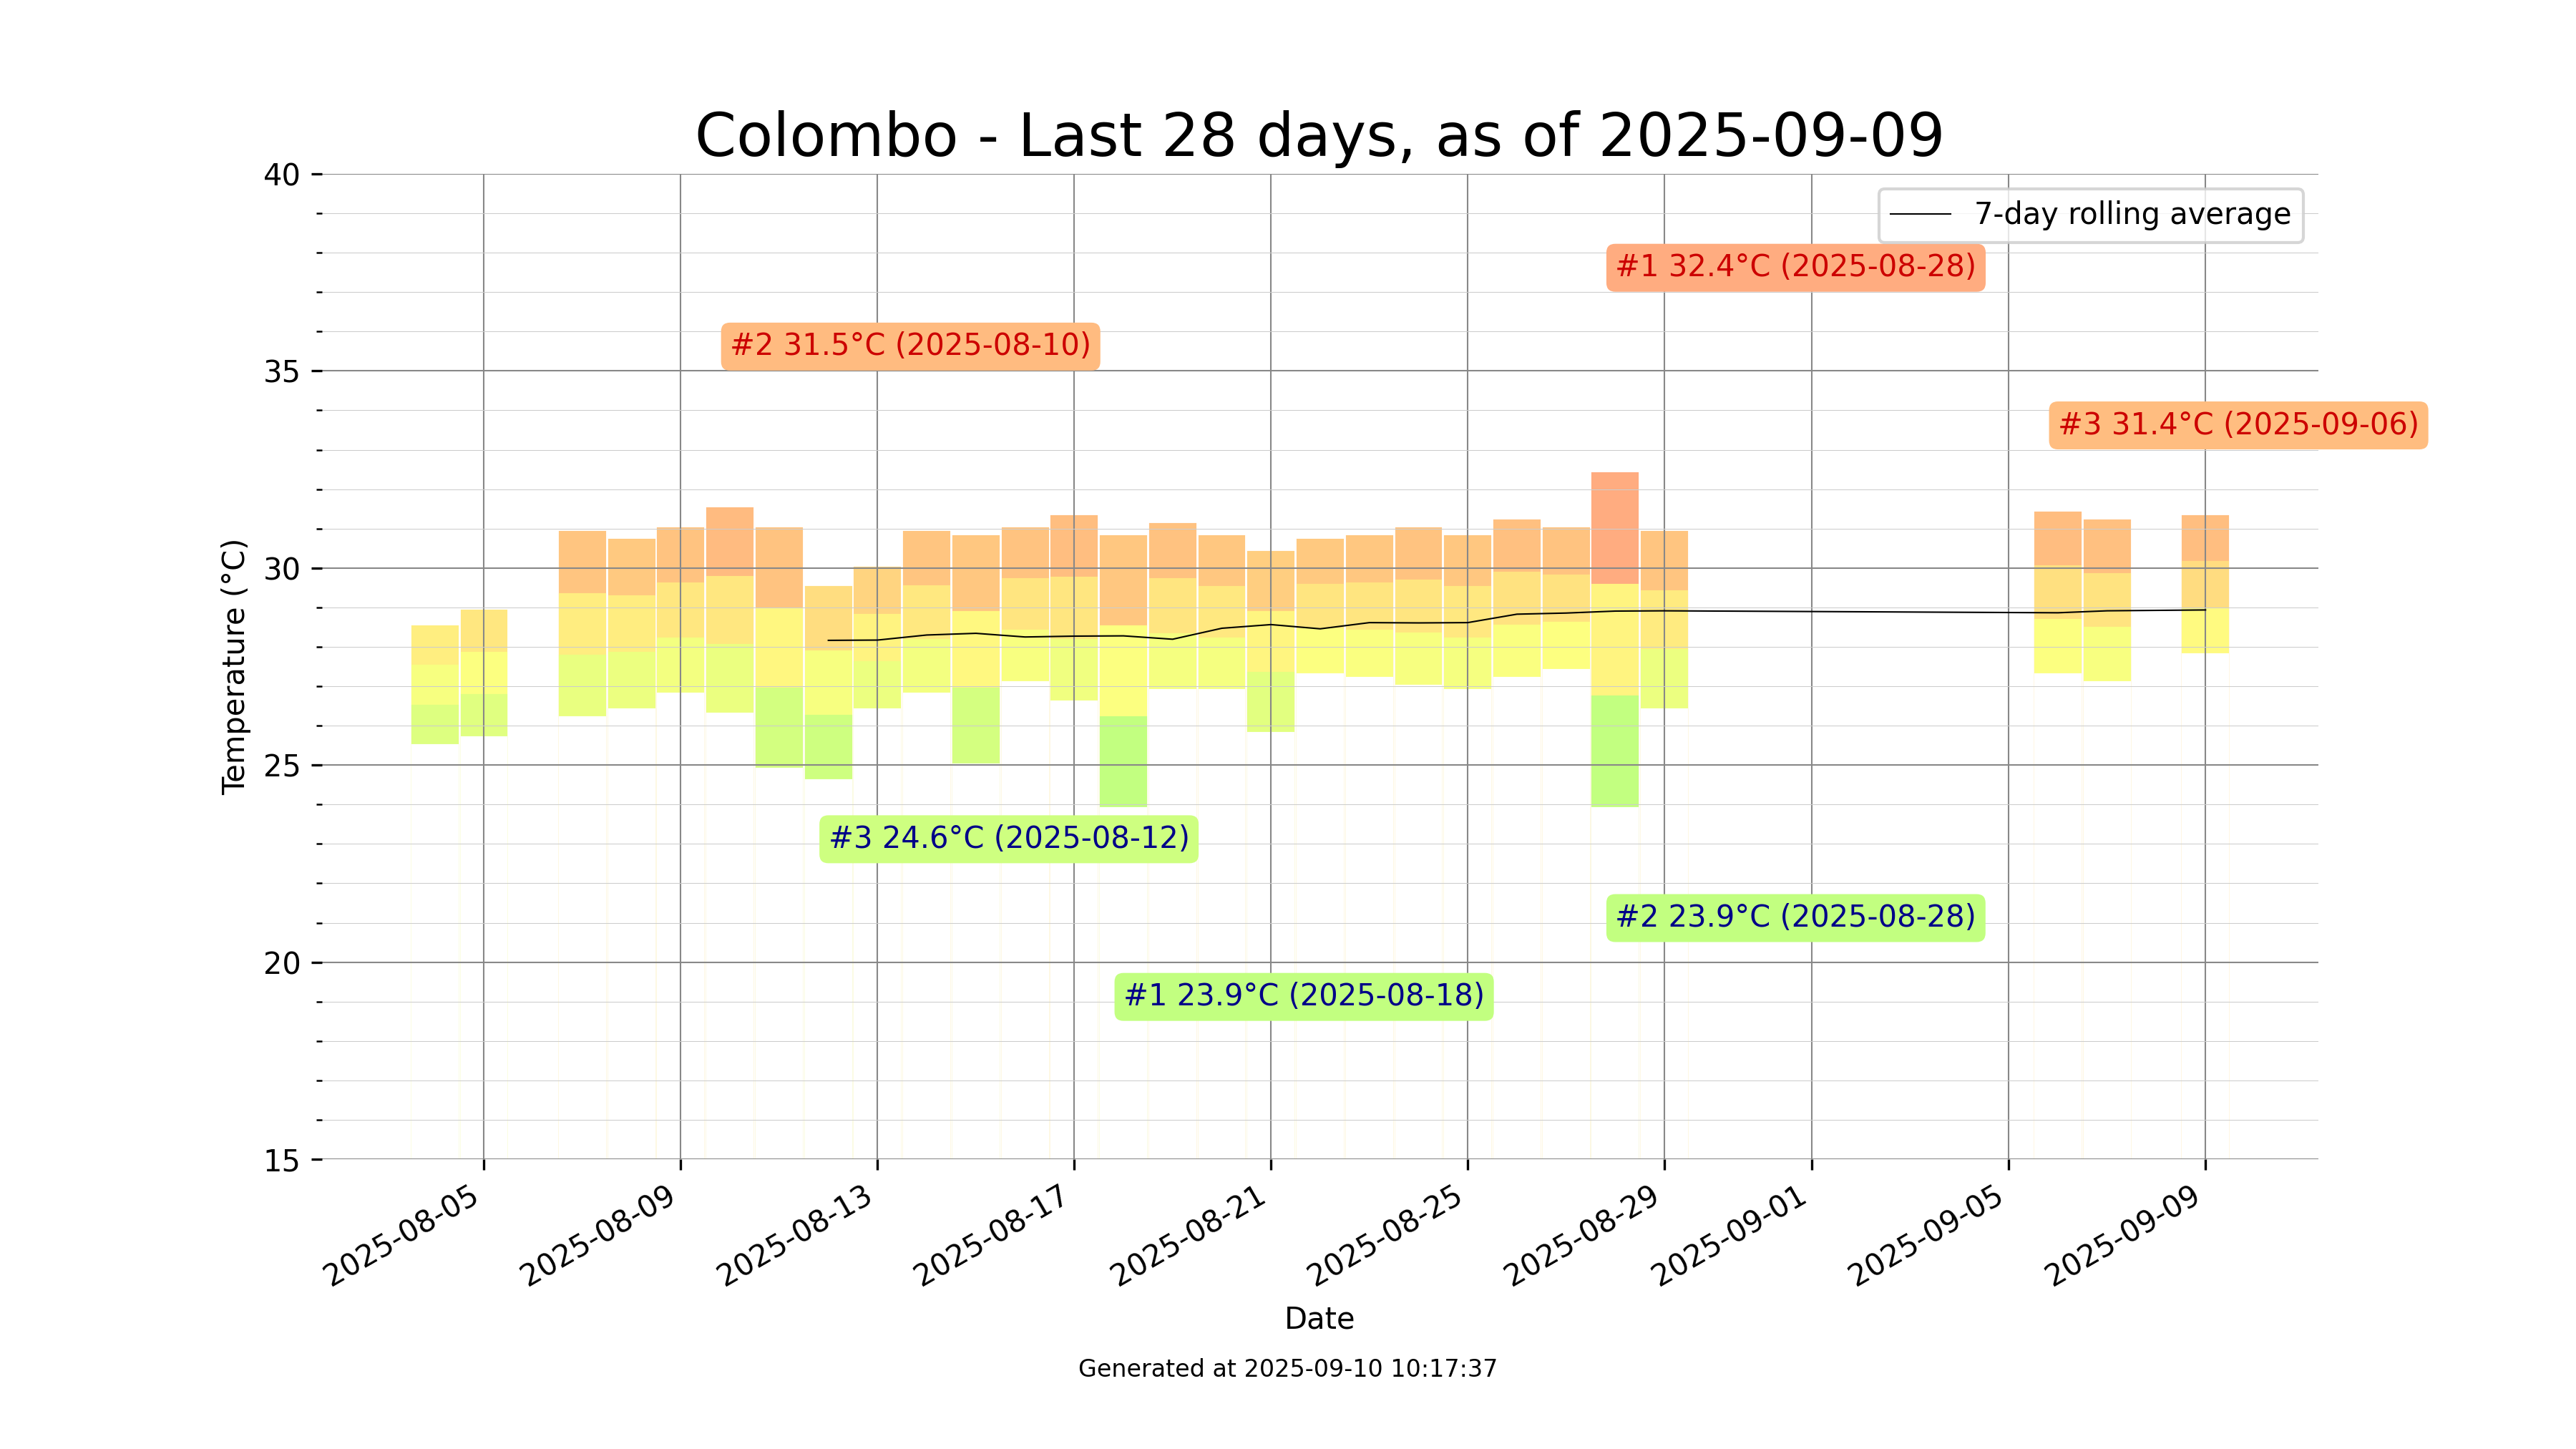 Colombo - Last 28 days, as of 2025-09-09
40
7-day rolling average
#1 32.4°C (2025-08-28)
#2 31.5°C (2025-08-10)
35
#3 31.4°C (2025-09-06)
30
Temperature (°C)
25
#3 24.6°C (2025-08-12)
#2 23.9°C (2025-08-28)
20
#1 23.9°C (2025-08-18)
15
2025-08-05
2025-08-09
2025-08-13
2025-08-17
2025-08-21
2025-08-25
2025-08-29
2025-09-01
2025-09-05
2025-09-09
Date
Generated at 2025-09-10 10:17:37